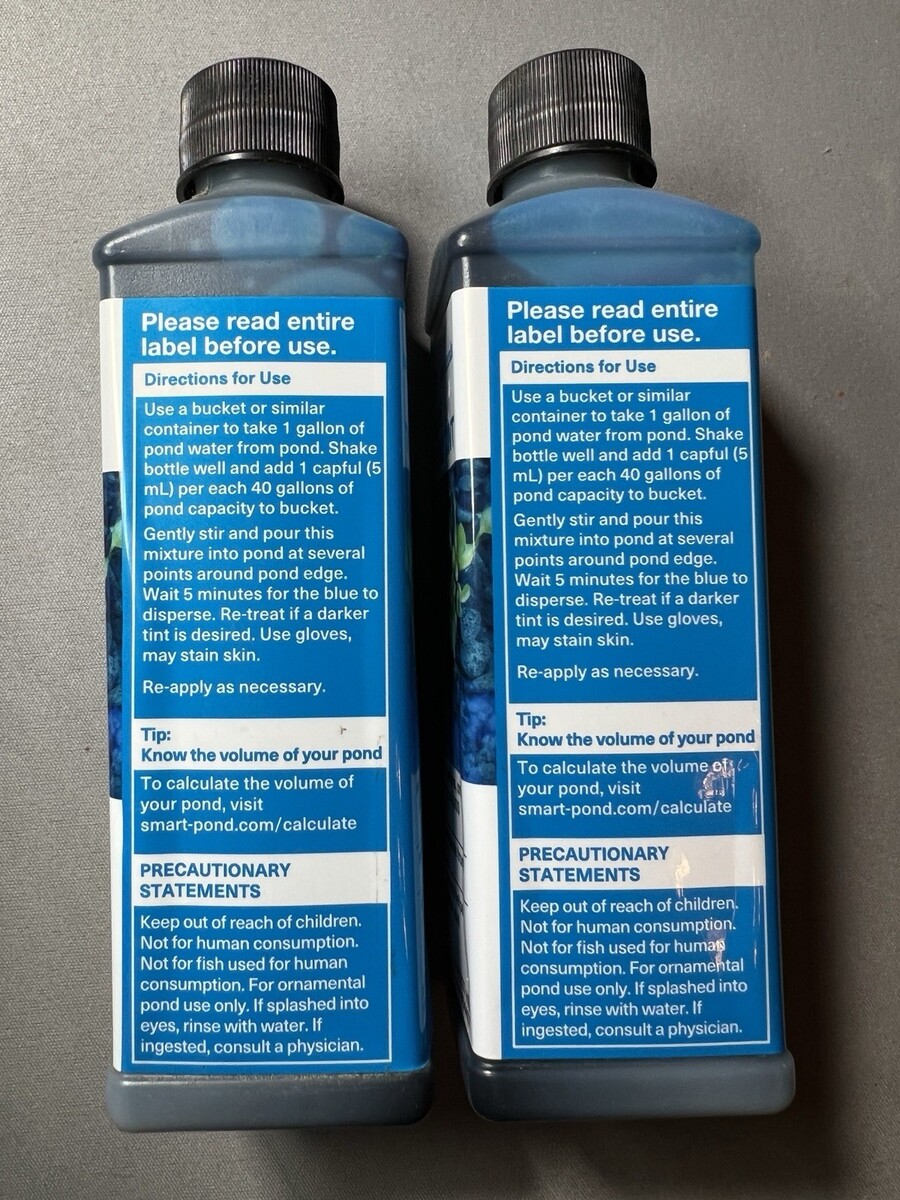 Please read entire
label before use.
Directions for Use
Use a bucket or similar
container to take 1 gallon of
pond water from pond. Shake
bottle well and add 1 capful (5
mL) per each 40 gallons of
pond capacity to bucket.
Gently stir and pour this
mixture into pond at several
points around pond edge.
Wait 5 minutes for the blue to
disperse. Re-treat if a darker
tint is desired. Use gloves,
may stain skin.
Re-apply as necessary.
Tip:
Know the volume of your pond
To calculate the volume of
your pond, visit
smart-pond.com/calculate
PRECAUTIONARY
STATEMENTS
Keep out of reach of children.
Not for human consumption.
Not for fish used for human
consumption. For ornamental
pond use only. If splashed into
eyes, rinse with water. If
ingested, consult a physician.
Please read entire
label before use.
Directions for Use
Use a bucket or similar
container to take 1 gallon of
pond water from pond. Shake
bottle well and add 1 capful (5
mL) per each 40 gallons of
pond capacity to bucket.
Gently stir and pour this
mixture into pond at several
points around pond edge.
Wait 5 minutes for the blue to
disperse. Re-treat if a darker
tint is desired. Use gloves,
may stain skin.
Re-apply as necessary.
Tip:
Know the volume of your pond
To calculate the volume of
your pond, visit
smart-pond.com/calculate
PRECAUTIONARY
STATEMENTS
Keep out of reach of children.
Not for human consumption.
Not for fish used for human
consumption. For ornamental
pond use only. If splashed into
eyes, rinse with water. If
ingested, consult a physician.